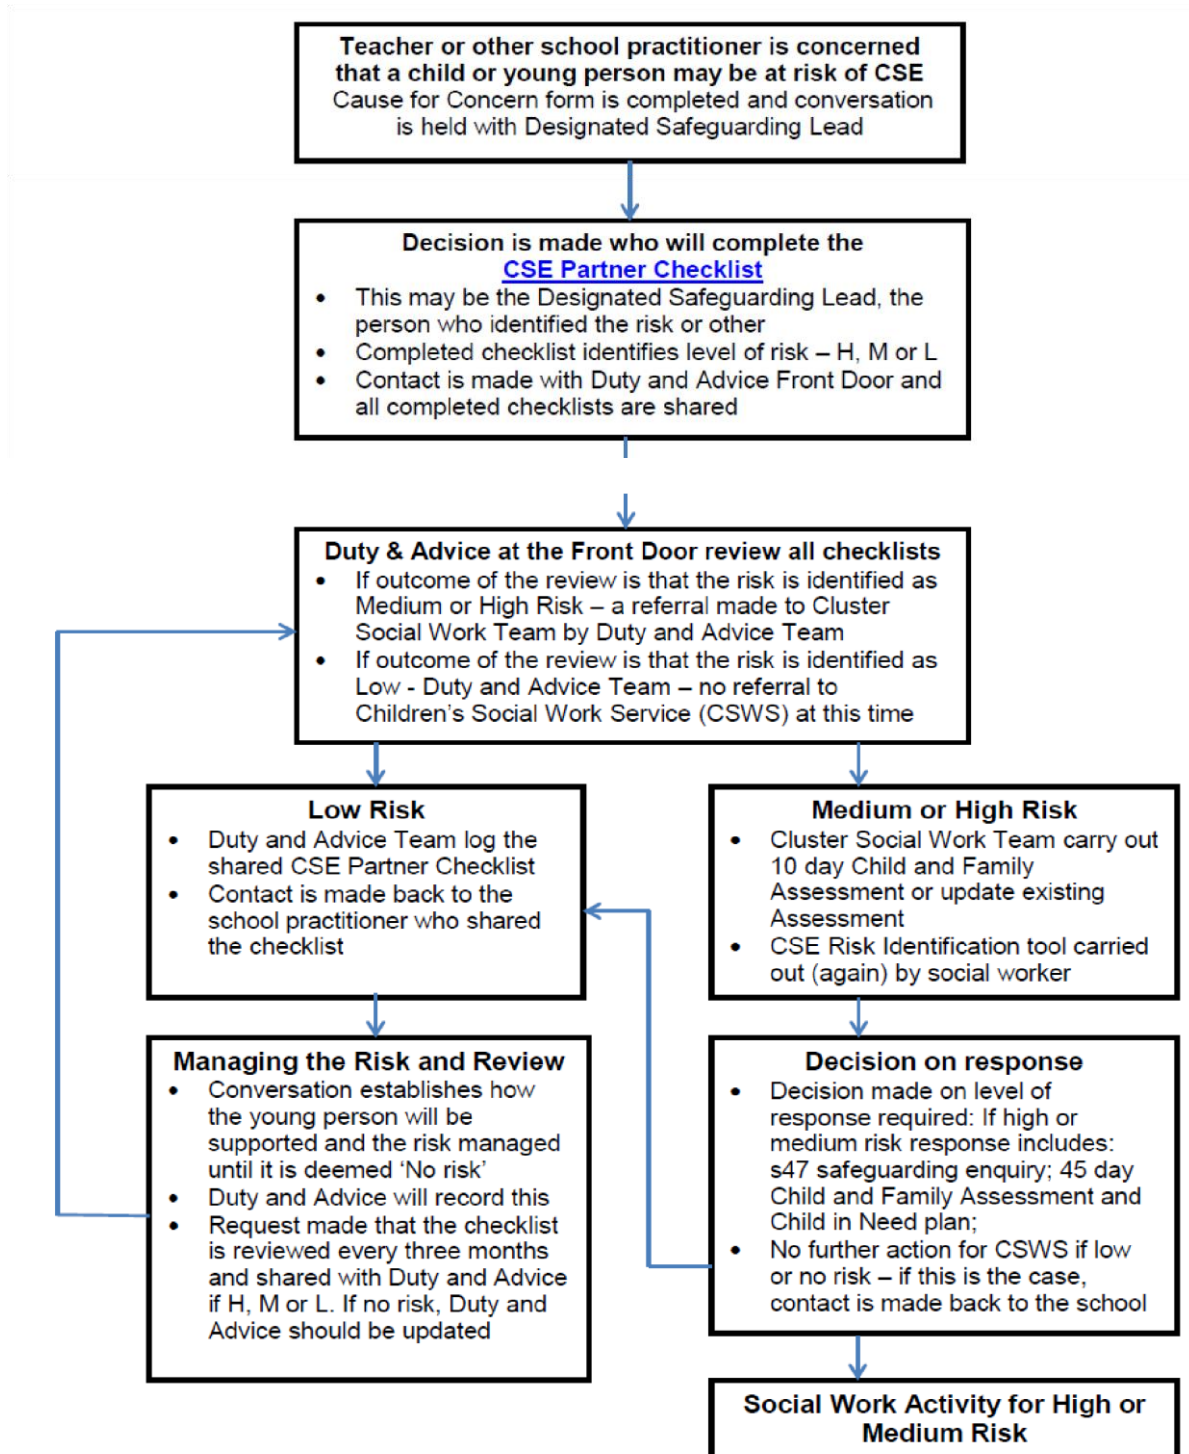 Teacher or other school practitioner is concerned
that a child or young person may be at risk of CSE
Cause for Concern form is completed and conversation
is held with Designated Safeguarding Lead
Decision is made who will complete the
CSE Partner Checklist
• This may be the Designated Safeguarding Lead, the
person who identified the risk or other
• Completed checklist identifies level of risk – H, M or L
• Contact is made with Duty and Advice Front Door and
all completed checklists are shared
Duty & Advice at the Front Door review all checklists
• If outcome of the review is that the risk is identified as
Medium or High Risk – a referral made to Cluster
Social Work Team by Duty and Advice Team
• If outcome of the review is that the risk is identified as
Low - Duty and Advice Team – no referral to
Children's Social Work Service (CSWS) at this time
Low Risk
• Duty and Advice Team log the
shared CSE Partner Checklist
• Contact is made back to the
school practitioner who shared
the checklist
Medium or High Risk
• Cluster Social Work Team carry out
10 day Child and Family
Assessment or update existing
Assessment
• CSE Risk Identification tool carried
out (again) by social worker
Managing the Risk and Review
• Conversation establishes how
the young person will be
supported and the risk managed
until it is deemed 'No risk'
• Duty and Advice will record this
• Request made that the checklist
is reviewed every three months
and shared with Duty and Advice
if H, M or L. If no risk, Duty and
Advice should be updated
Decision on response
• Decision made on level of
response required: If high or
medium risk response includes:
s47 safeguarding enquiry; 45 day
Child and Family Assessment and
Child in Need plan;
• No further action for CSWS if low
or no risk – if this is the case,
contact is made back to the school
Social Work Activity for High or
Medium Risk